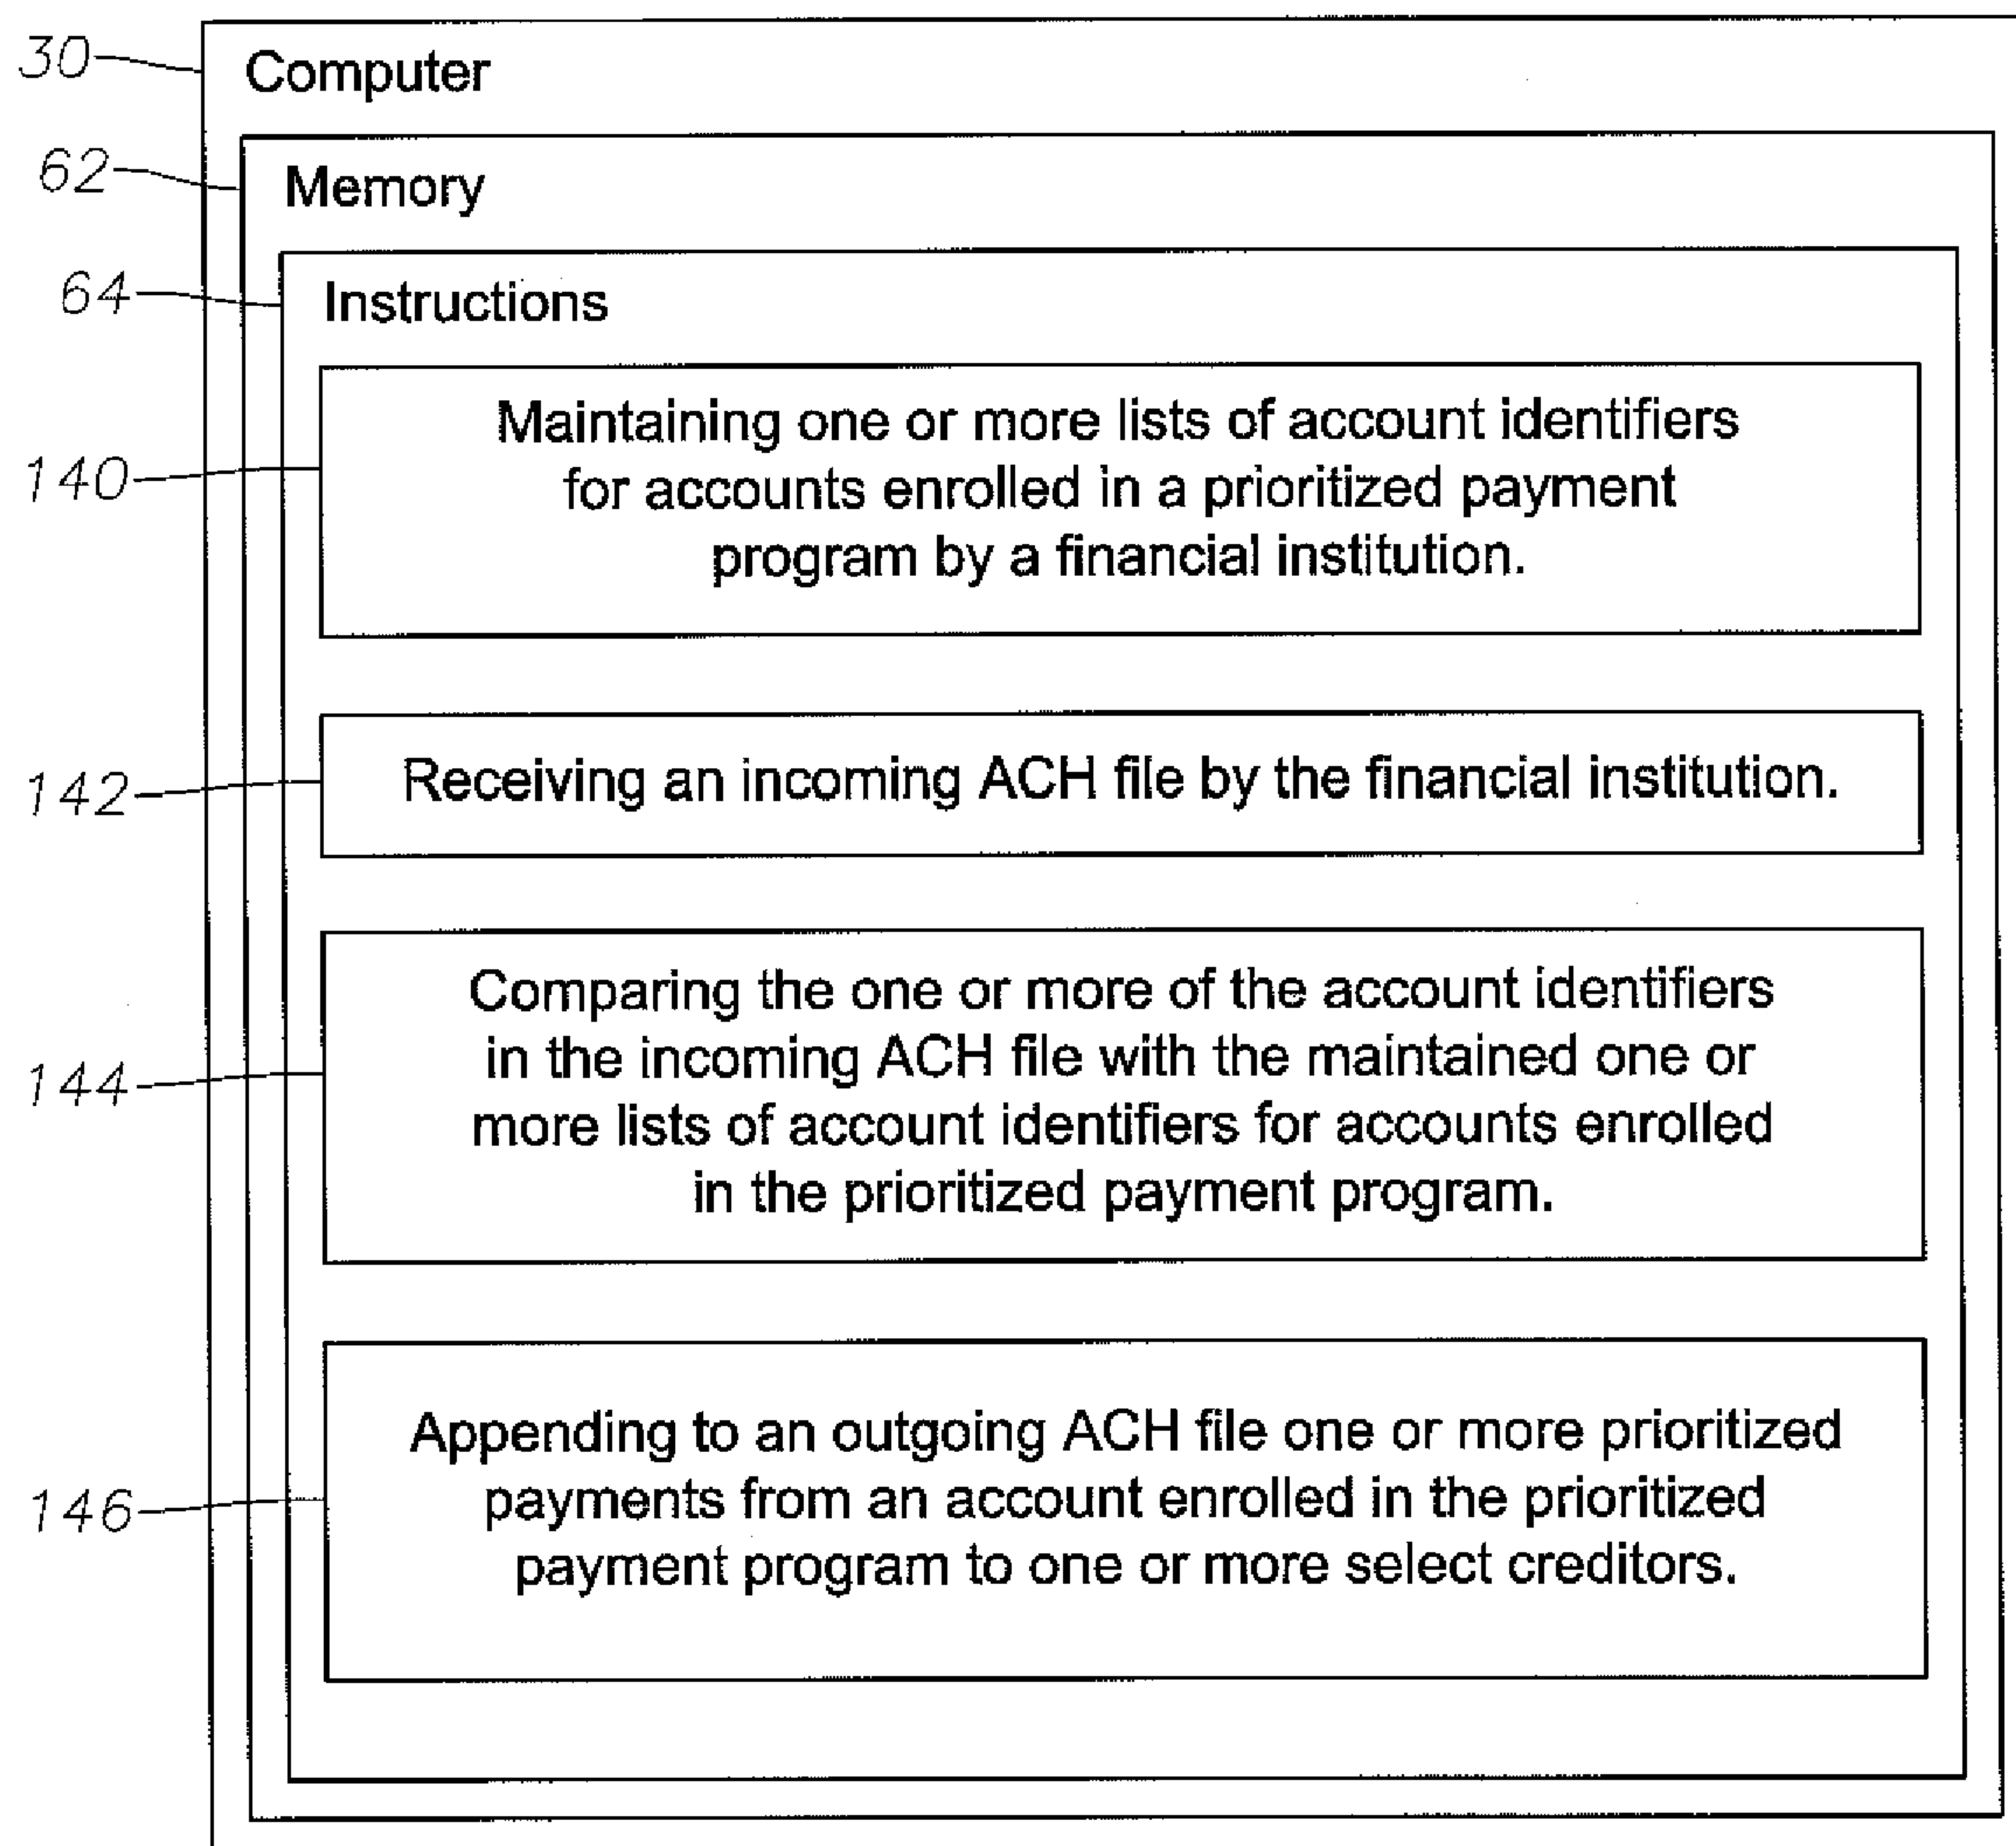 30
Computer
62
Memory
64
Instructions
140
Maintaining one or more lists of account identifiers
for accounts enrolled in a prioritized payment
program by a financial institution.
142
Receiving an incoming ACH file by the financial institution.
144
Comparing the one or more of the account identifiers
in the incoming ACH file with the maintained one or
more lists of account identifiers for accounts enrolled
in the prioritized payment program.
146
Appending to an outgoing ACH file one or more prioritized
payments from an account enrolled in the prioritized
payment program to one or more select creditors.